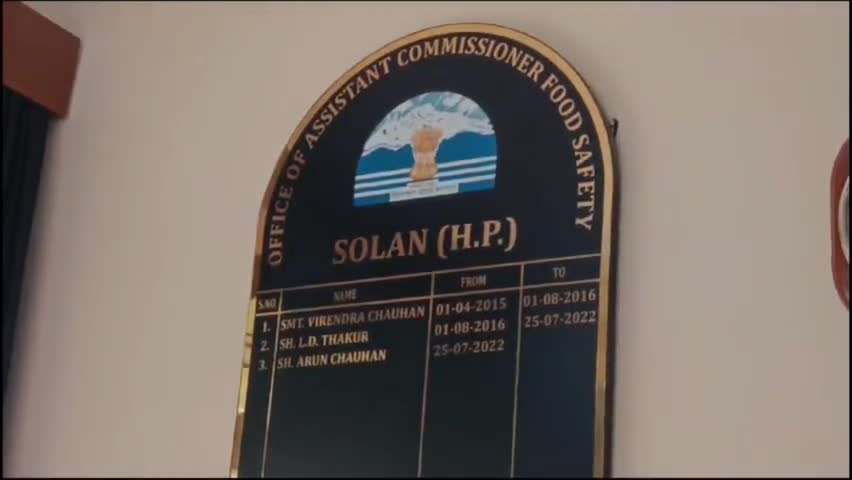 OFFICE OF ASSISTANT COMMISSIONER FOOD SAFETY
SOLAN (H.P.)
S.NO. NAME FROM TO
1. SMT. VIRENDRA CHAUHAN 01-04-2015 01-08-2016
2. SH. L.D. THAKUR 01-08-2016 25-07-2022
3. SH. ARUN CHAUHAN 25-07-2022